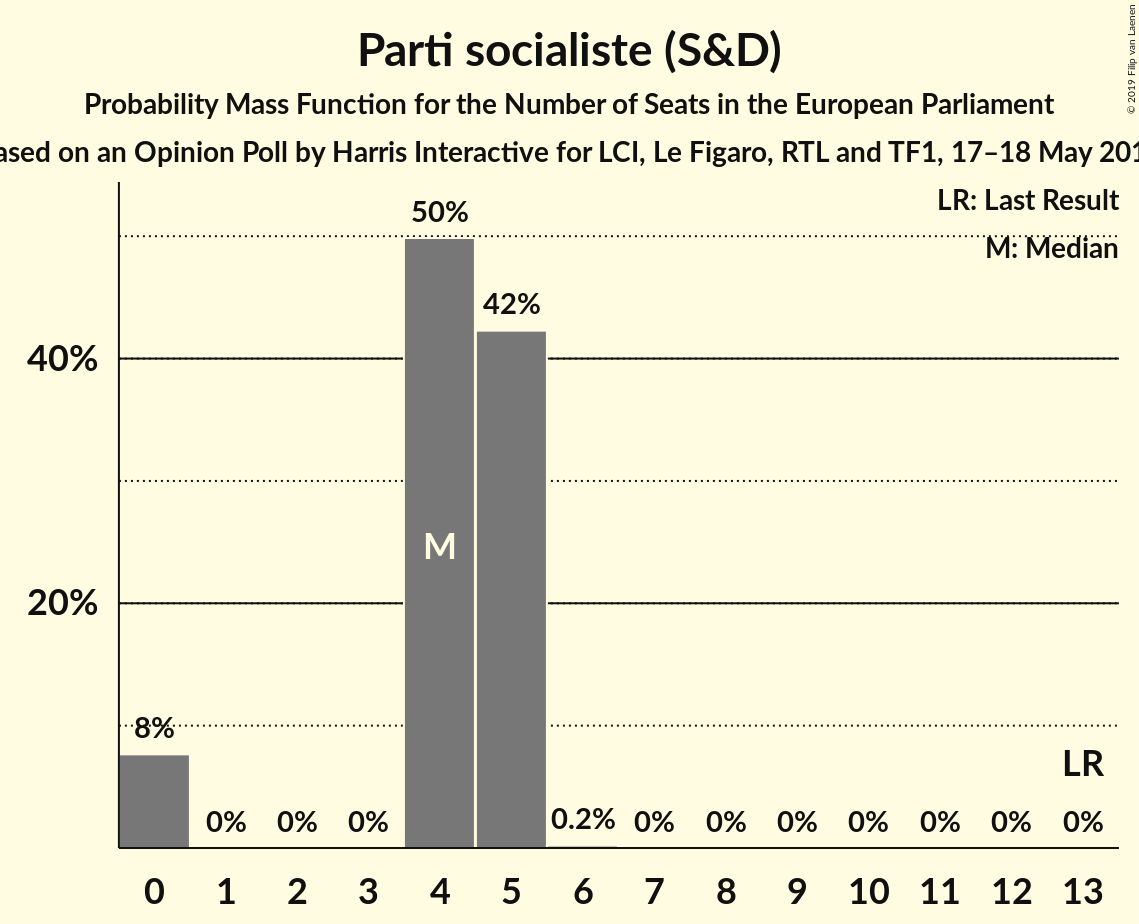 Parti socialiste (S&D)
Probability Mass Function for the Number of Seats in the European Parliament
ased on an Opinion Poll by Harris Interactive for LCI, Le Figaro, RTL and TF1, 17–18 May 201
© 2019 Filip van Laenen
LR: Last Result
M: Median
50%
42%
40%
M
20%
8%
LR
0% 0% 0% 0.2% 0% 0% 0% 0% 0% 0% 0%
0 1 2 3 4 5 6 7 8 9 10 11 12 13